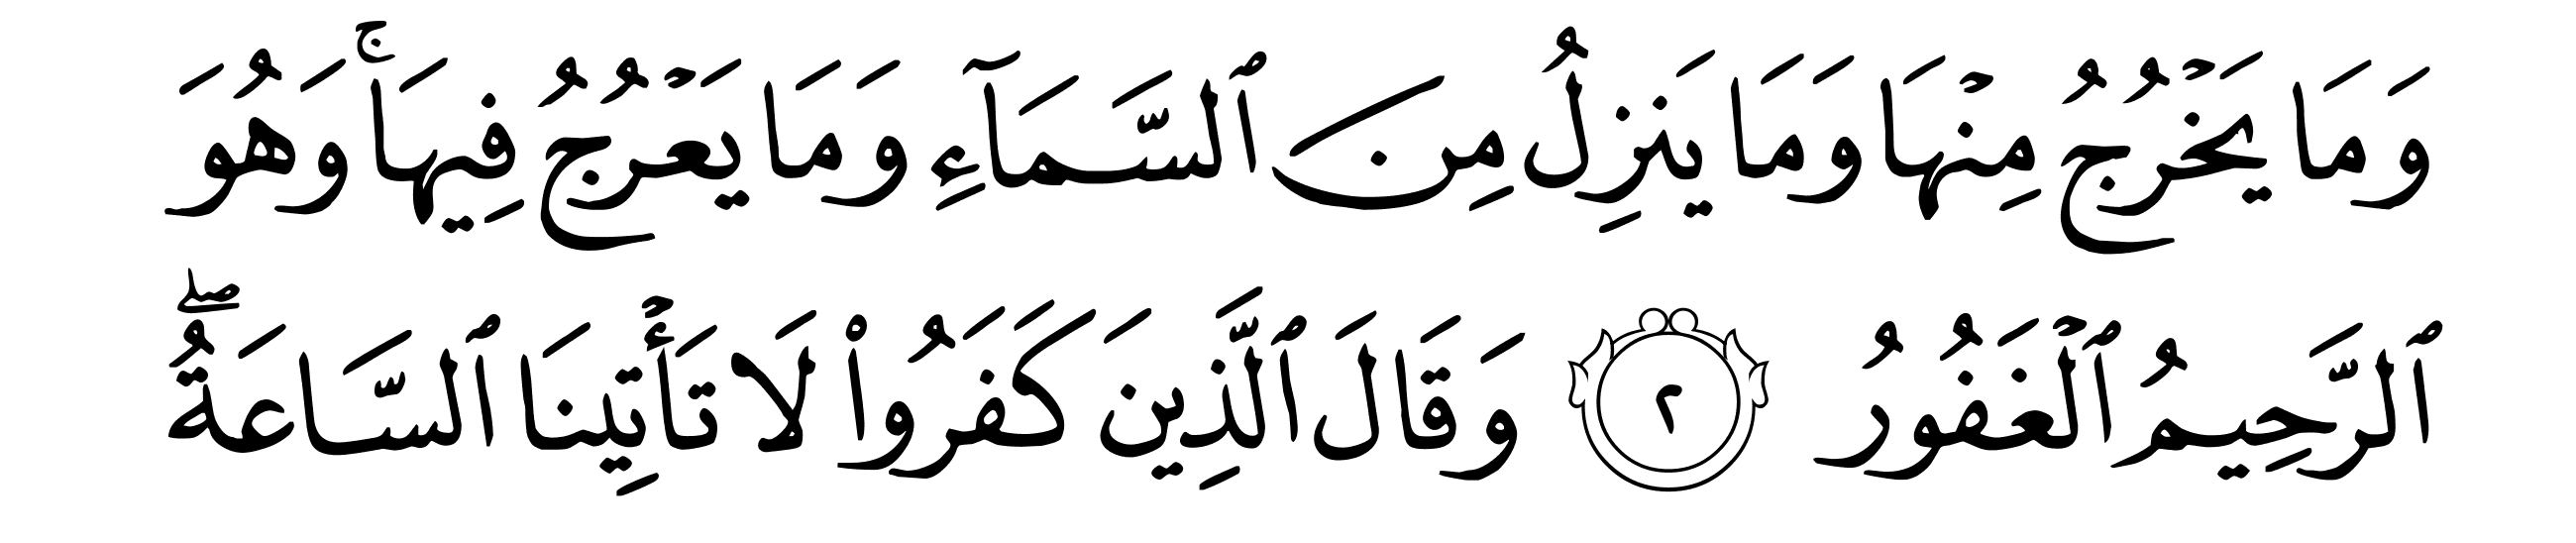 وَمَا يَخۡرُجُ مِنۡهَا وَمَا يَنزِلُ مِنَ ٱلسَّمَآءِ وَمَا يَعۡرُجُ فِيهَاۚ وَهُوَ
ٱلرَّحِيمُ ٱلۡغَفُورُ ٢ وَقَالَ ٱلَّذِينَ كَفَرُواْ لَا تَأۡتِينَا ٱلسَّاعَةُۖ